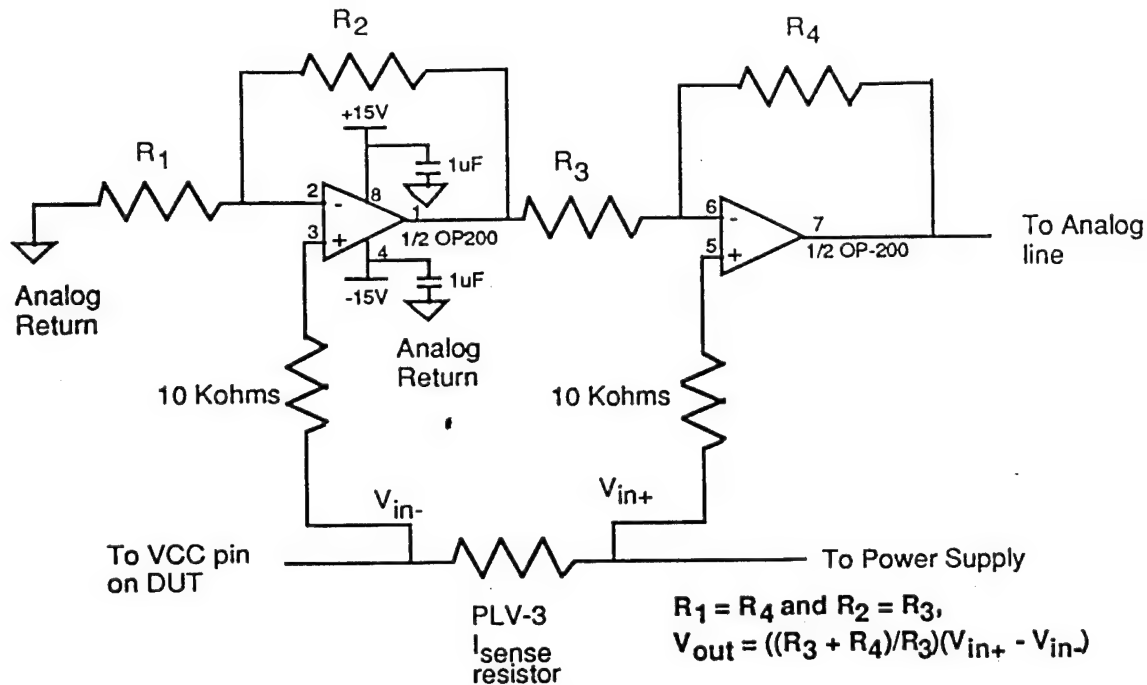 R2
R4
+15V
1uF
R1
R3
2
8
-
1
3
+
1/2 OP200
4
-15V
1uF
6
-
7
5
+
1/2 OP-200
To Analog
line
Analog
Return
Analog
Return
10 Kohms
10 Kohms
Vin-
Vin+
To VCC pin
on DUT
To Power Supply
PLV-3
Isense
resistor
R1 = R4 and R2 = R3,
Vout = ((R3 + R4)/R3)(Vin+ - Vin-)